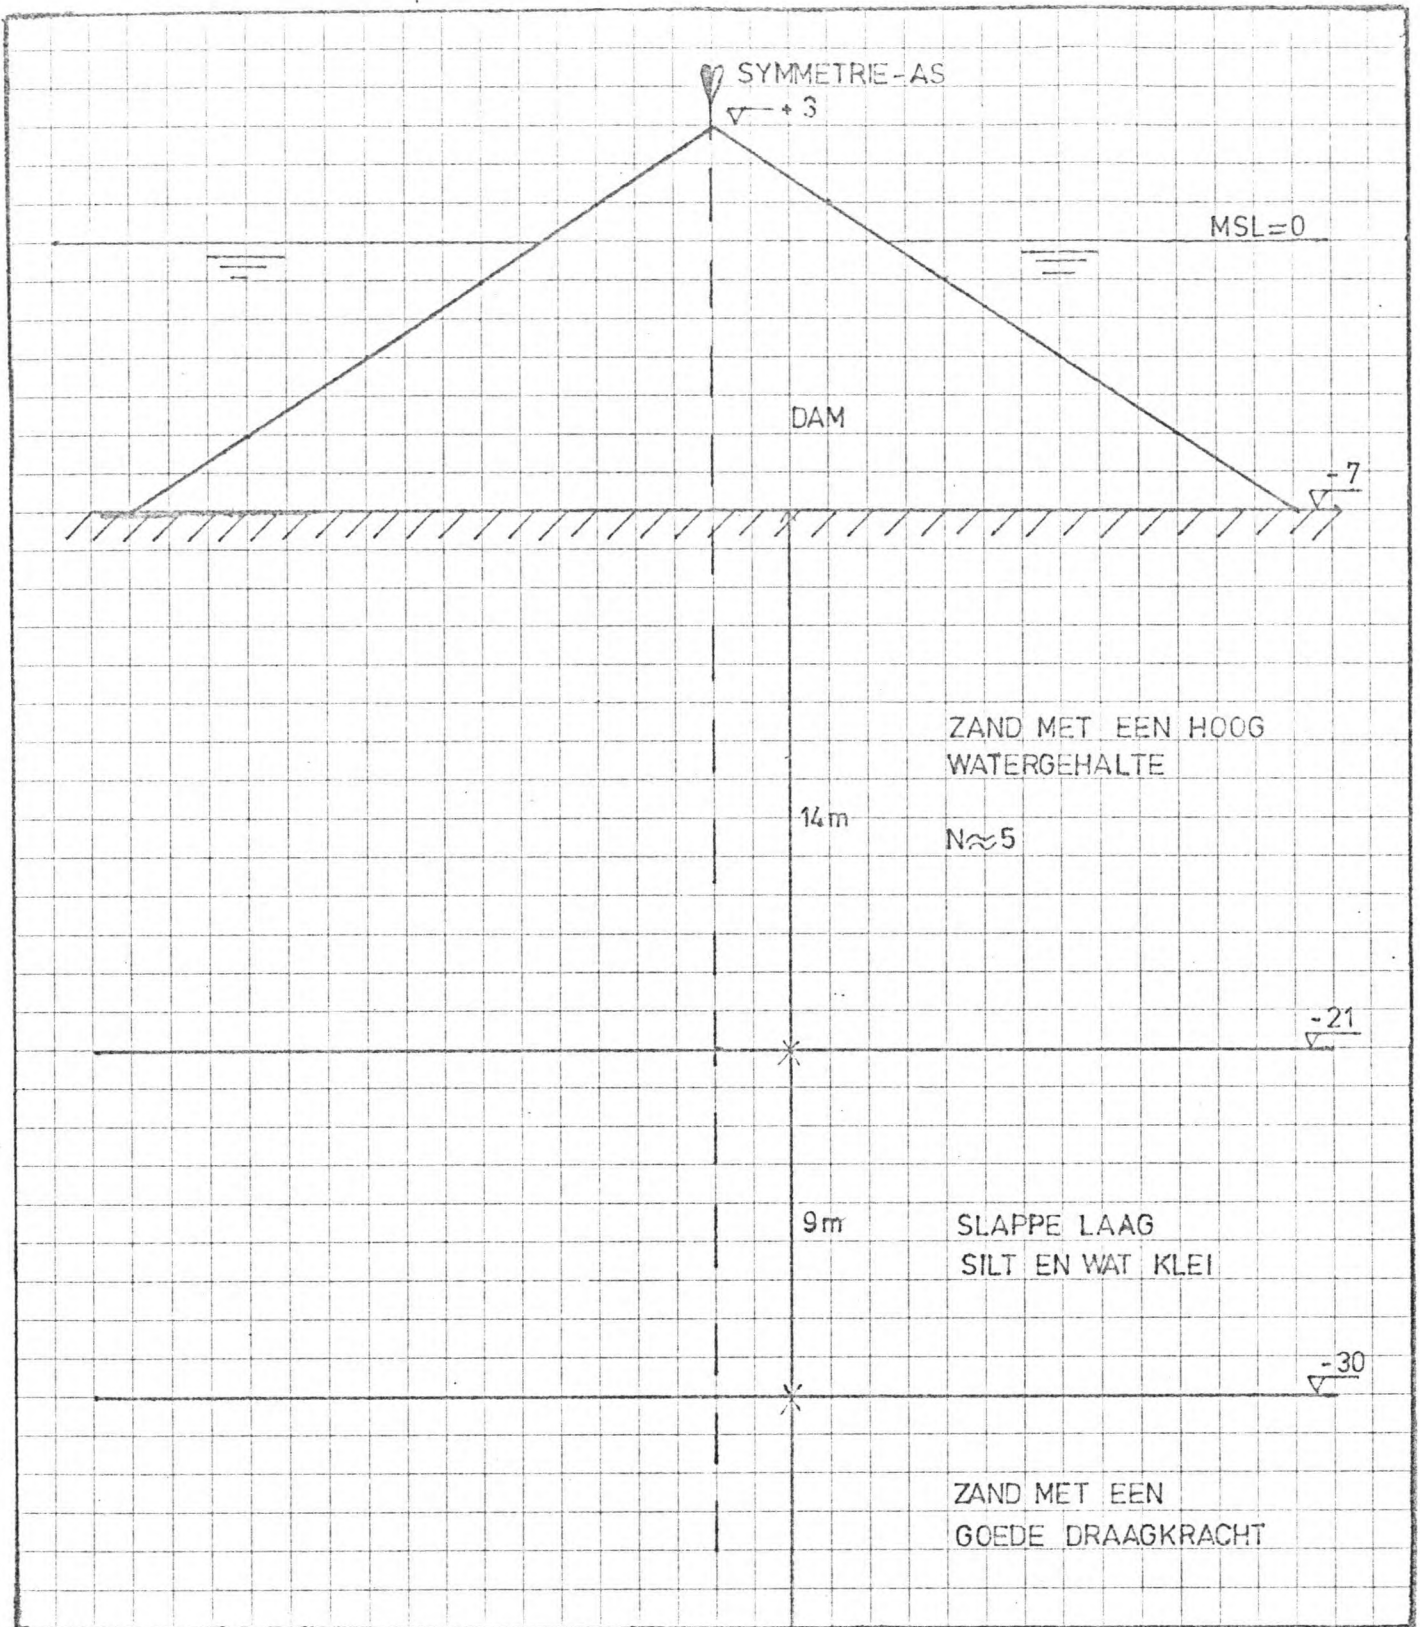 SYMMETRIE-AS
+3
MSL=0
DAM
-7
ZAND MET EEN HOOG
WATERGEHALTE
14m
N≈5
-21
9m
SLAPPE LAAG
SILT EN WAT KLEI
-30
ZAND MET EEN
GOEDE DRAAGKRACHT